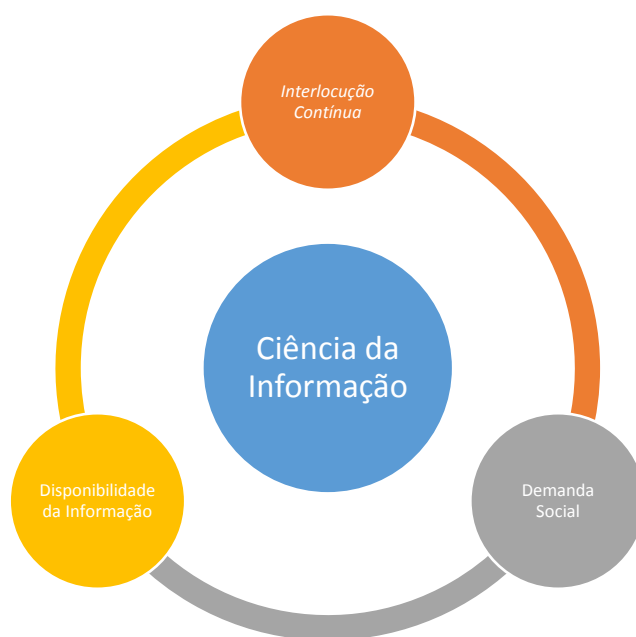 Interlocução
Contínua
Ciência da
Informação
Disponibilidade
da Informação
Demanda
Social